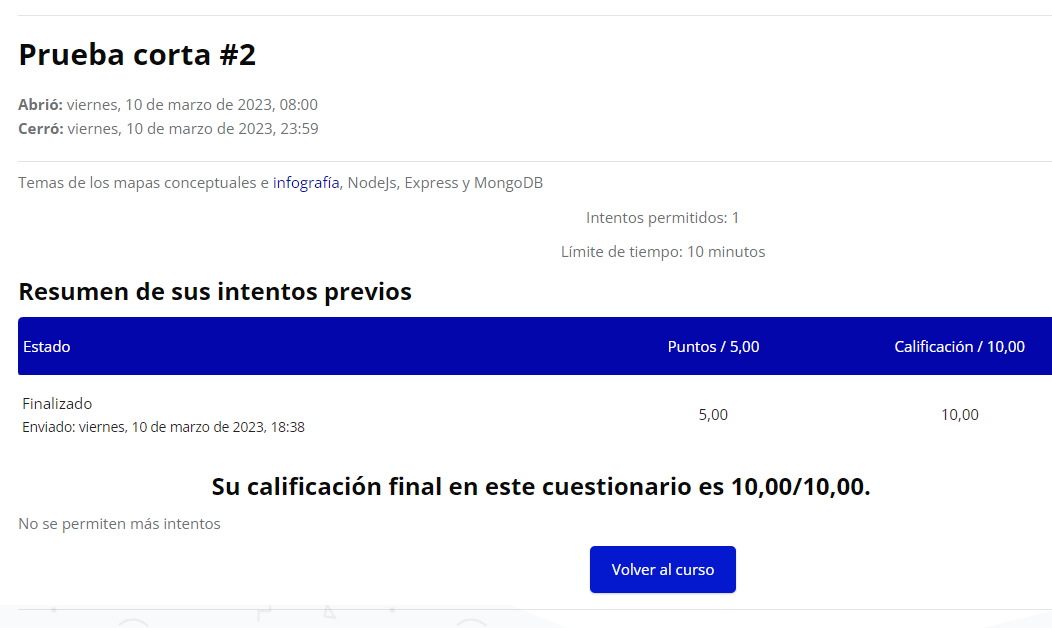 Prueba corta #2
Abrió: viernes, 10 de marzo de 2023, 08:00
Cerró: viernes, 10 de marzo de 2023, 23:59
Temas de los mapas conceptuales e infografía, NodeJs, Express y MongoDB
Intentos permitidos: 1
Límite de tiempo: 10 minutos
Resumen de sus intentos previos
Estado Puntos / 5,00 Calificación / 10,00
Finalizado
Enviado: viernes, 10 de marzo de 2023, 18:38
5,00 10,00
Su calificación final en este cuestionario es 10,00/10,00.
No se permiten más intentos
Volver al curso